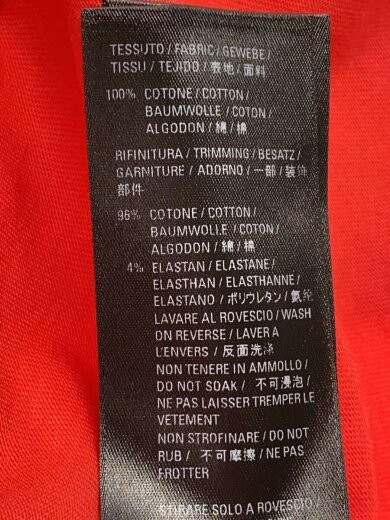 TESSUTO / FABRIC / GEWEBE /
TISSU / TEJIDO / 表地 / 面料
100% COTONE / COTTON /
BAUMWOLLE / COTON /
ALGODON / 綿 / 棉
RIFINITURA / TRIMMING / BESATZ /
GARNITURE / ADORNO / 一部 / 装饰
部件
96% COTONE / COTTON /
BAUMWOLLE / COTON /
ALGODON / 綿 / 棉
4% ELASTAN / ELASTANE /
ELASTHAN / ELASTHANNE /
ELASTANO / ポリウレタン / 氨纶
LAVARE AL ROVESCIO / WASH
ON REVERSE / LAVER A
L'ENVERS / 反面洗涤
NON TENERE IN AMMOLLO /
DO NOT SOAK / 不可浸泡 /
NE PAS LAISSER TREMPER LE
VETEMENT
NON STROFINARE / DO NOT
RUB / 不可摩擦 / NE PAS
FROTTER
STIRARE SOLO A ROVESCIO